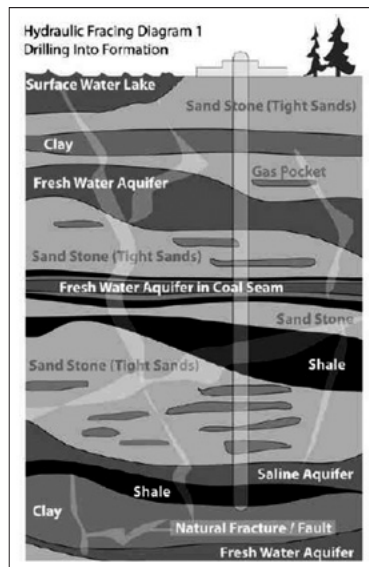 Hydraulic Fracing Diagram 1
Drilling Into Formation
Surface Water Lake
Sand Stone (Tight Sands)
Clay
Gas Pocket
Fresh Water Aquifer
Sand Stone (Tight Sands)
Fresh Water Aquifer in Coal Seam
Sand Stone
Shale
Sand Stone (Tight Sands)
Saline Aquifer
Shale
Clay
Natural Fracture / Fault
Fresh Water Aquifer